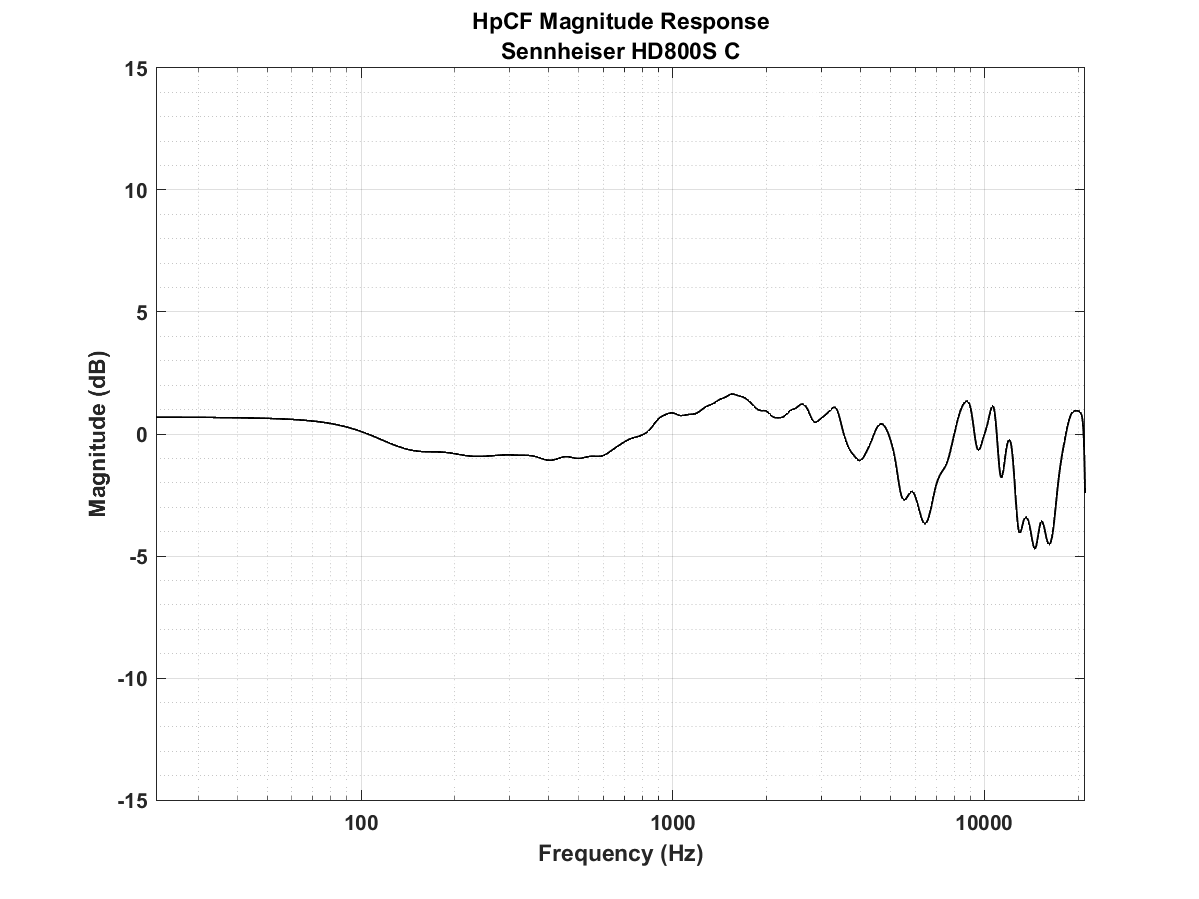 HpCF Magnitude Response
Sennheiser HD800S C
15
10
5
0
-5
-10
-15
Magnitude (dB)
100
1000
10000
Frequency (Hz)